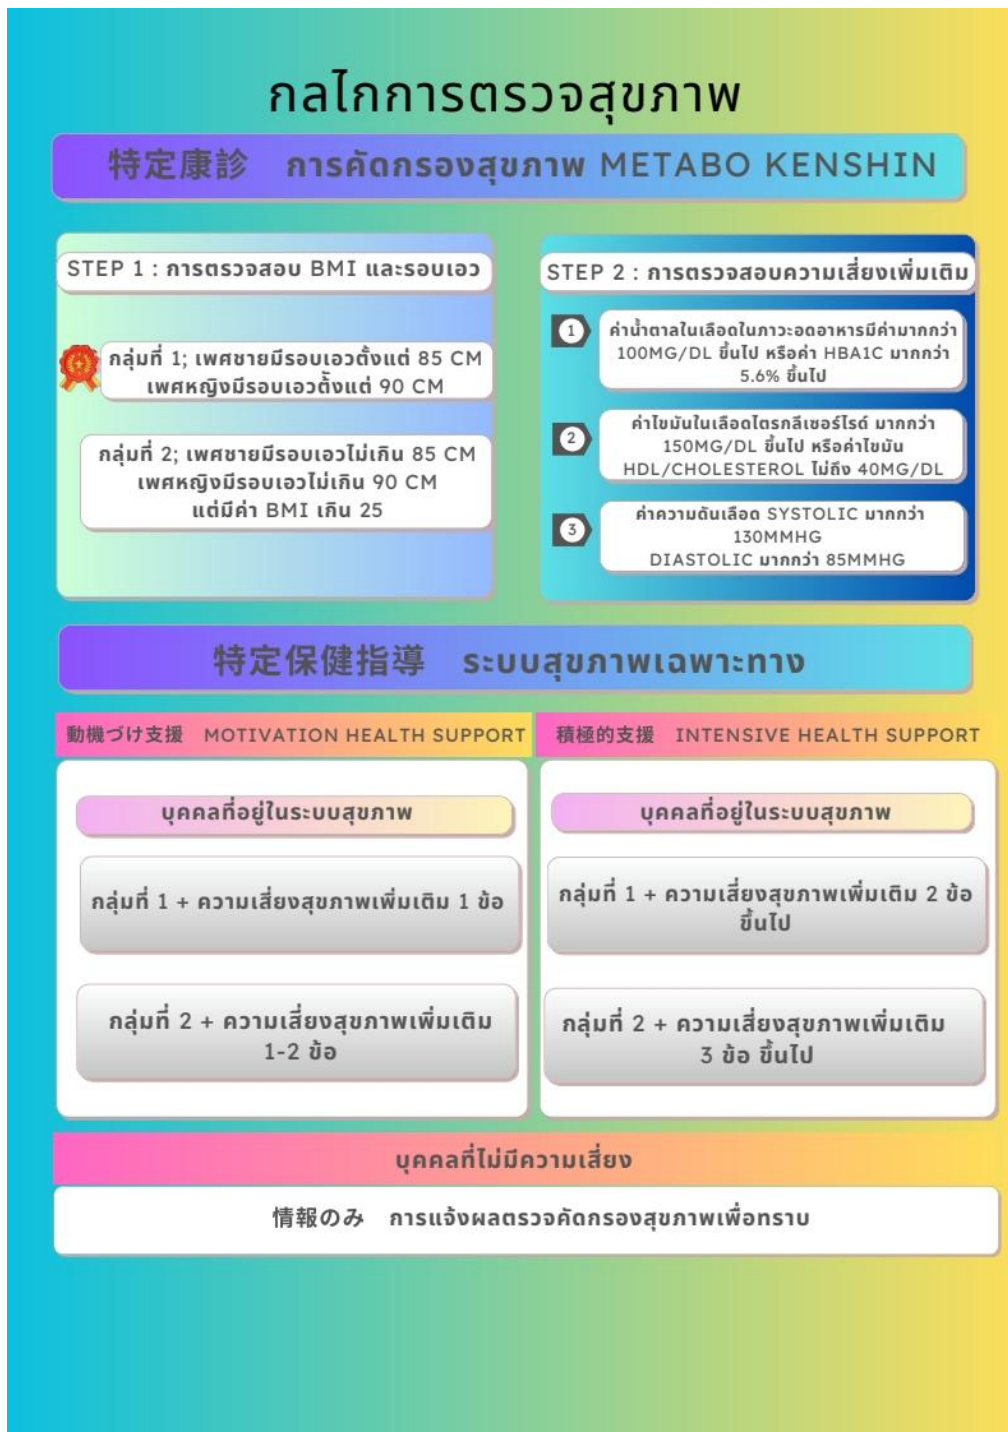 กลไกการตรวจสุขภาพ
特定康診 การคัดกรองสุขภาพ METABO KENSHIN
STEP 1 : การตรวจสอบ BMI และรอบเอว
กลุ่มที่ 1; เพศชายมีรอบเอวตั้งแต่ 85 CM
เพศหญิงมีรอบเอวตั้งแต่ 90 CM
กลุ่มที่ 2; เพศชายมีรอบเอวไม่เกิน 85 CM
เพศหญิงมีรอบเอวไม่เกิน 90 CM
แต่มีค่า BMI เกิน 25
STEP 2 : การตรวจสอบความเสี่ยงเพิ่มเติม
1
ค่าน้ำตาลในเลือดในภาวะอดอาหารมีค่ามากกว่า
100MG/DL ขึ้นไป หรือค่า HBA1C มากกว่า
5.6% ขึ้นไป
2
ค่าไขมันในเลือดไตรกลีเซอร์ไรด์ มากกว่า
150MG/DL ขึ้นไป หรือค่าไขมัน
HDL/CHOLESTEROL ไม่ถึง 40MG/DL
3
ค่าความดันเลือด SYSTOLIC มากกว่า
130MMHG
DIASTOLIC มากกว่า 85MMHG
特定保健指導 ระบบสุขภาพเฉพาะทาง
動機づけ支援 MOTIVATION HEALTH SUPPORT
บุคคลที่อยู่ในระบบสุขภาพ
กลุ่มที่ 1 + ความเสี่ยงสุขภาพเพิ่มเติม 1 ข้อ
กลุ่มที่ 2 + ความเสี่ยงสุขภาพเพิ่มเติม
1-2 ข้อ
積極的支援 INTENSIVE HEALTH SUPPORT
บุคคลที่อยู่ในระบบสุขภาพ
กลุ่มที่ 1 + ความเสี่ยงสุขภาพเพิ่มเติม 2 ข้อ
ขึ้นไป
กลุ่มที่ 2 + ความเสี่ยงสุขภาพเพิ่มเติม
3 ข้อ ขึ้นไป
บุคคลที่ไม่มีความเสี่ยง
情報のみ การแจ้งผลตรวจคัดกรองสุขภาพเพื่อทราบ